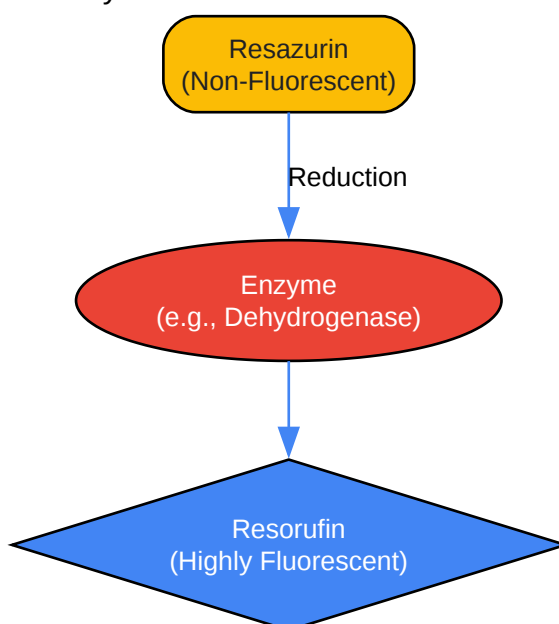 Resazurin
(Non-Fluorescent)
Reduction
Enzyme
(e.g., Dehydrogenase)
Resorufin
(Highly Fluorescent)